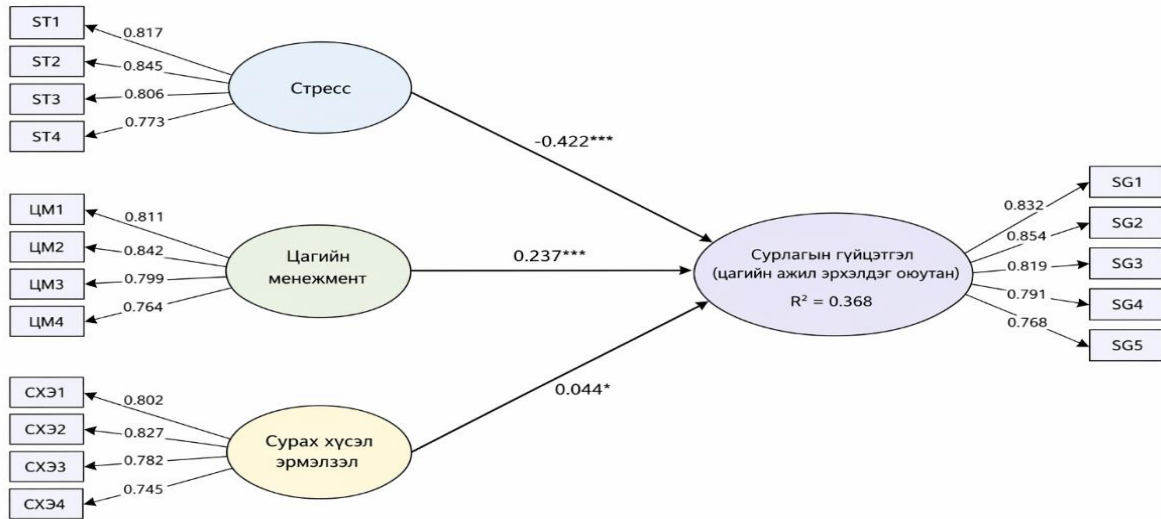 ST1
ST2
ST3
ST4
0.817
0.845
0.806
0.773
Стресс
-0.422***
ЦМ1
ЦМ2
ЦМ3
ЦМ4
0.811
0.842
0.799
0.764
Цагийн
менежмент
0.237***
СХЭ1
СХЭ2
СХЭ3
СХЭ4
0.802
0.827
0.782
0.745
Сурах хүсэл
эрмэлзэл
0.044*
Сурлагын гүйцэтгэл
(цагийн ажил эрхэлдэг оюутан)
R² = 0.368
0.832
0.854
0.819
0.791
0.768
SG1
SG2
SG3
SG4
SG5